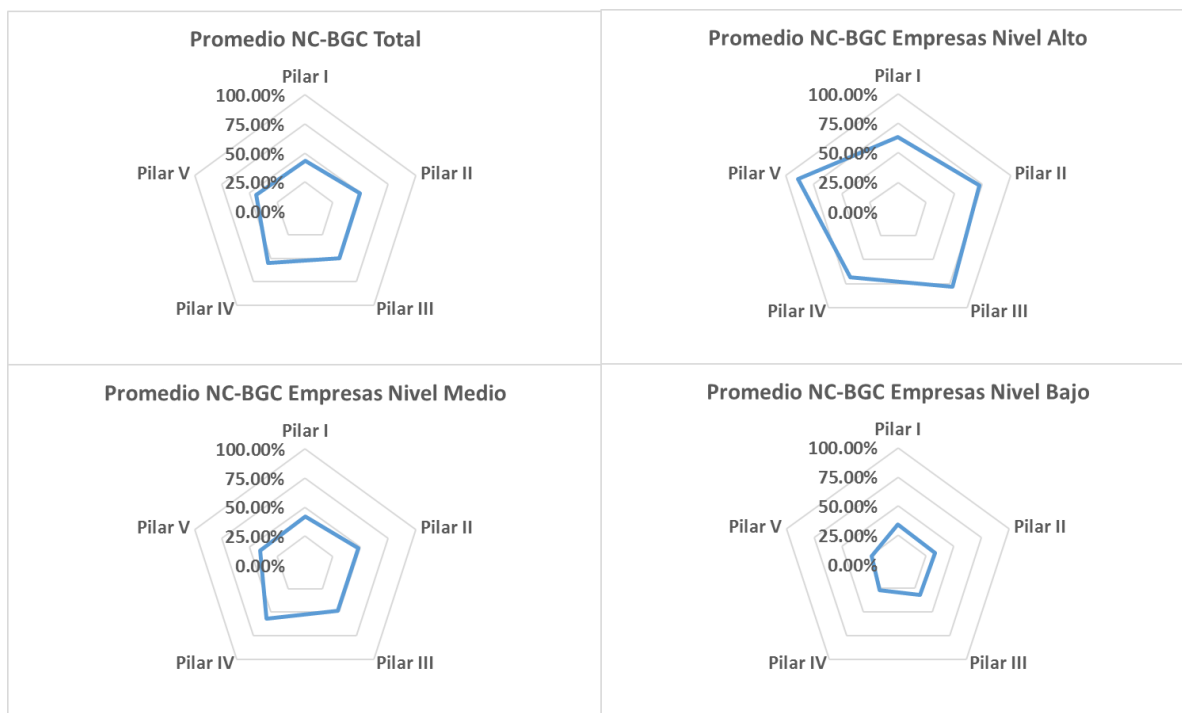 Promedio NC-BGC Total
Pilar I
100.00%
75.00%
50.00%
25.00%
0.00%
Pilar V
Pilar II
Pilar IV
Pilar III
Promedio NC-BGC Empresas Nivel Alto
Pilar I
100.00%
75.00%
50.00%
25.00%
0.00%
Pilar V
Pilar II
Pilar IV
Pilar III
Promedio NC-BGC Empresas Nivel Medio
Pilar I
100.00%
75.00%
50.00%
25.00%
0.00%
Pilar V
Pilar II
Pilar IV
Pilar III
Promedio NC-BGC Empresas Nivel Bajo
Pilar I
100.00%
75.00%
50.00%
25.00%
0.00%
Pilar V
Pilar II
Pilar IV
Pilar III